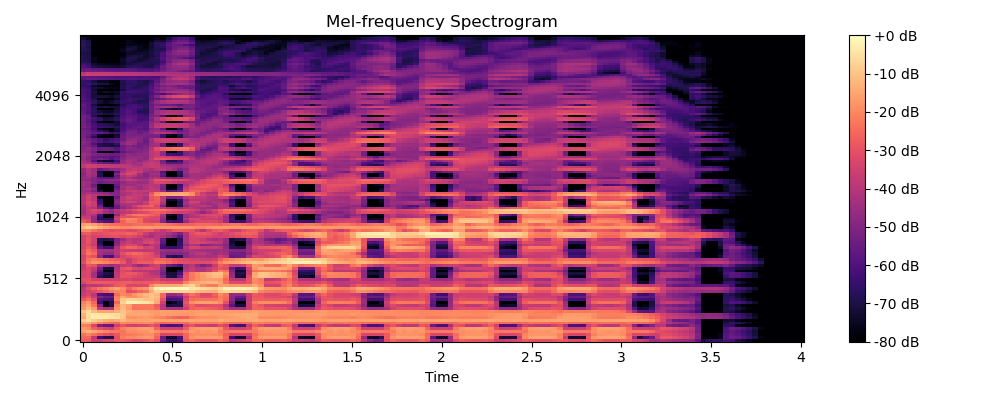 Mel-frequency Spectrogram
Hz
4096
2048
1024
512
0
0 0.5 1 1.5 2 2.5 3 3.5 4
Time
+0 dB
-10 dB
-20 dB
-30 dB
-40 dB
-50 dB
-60 dB
-70 dB
-80 dB